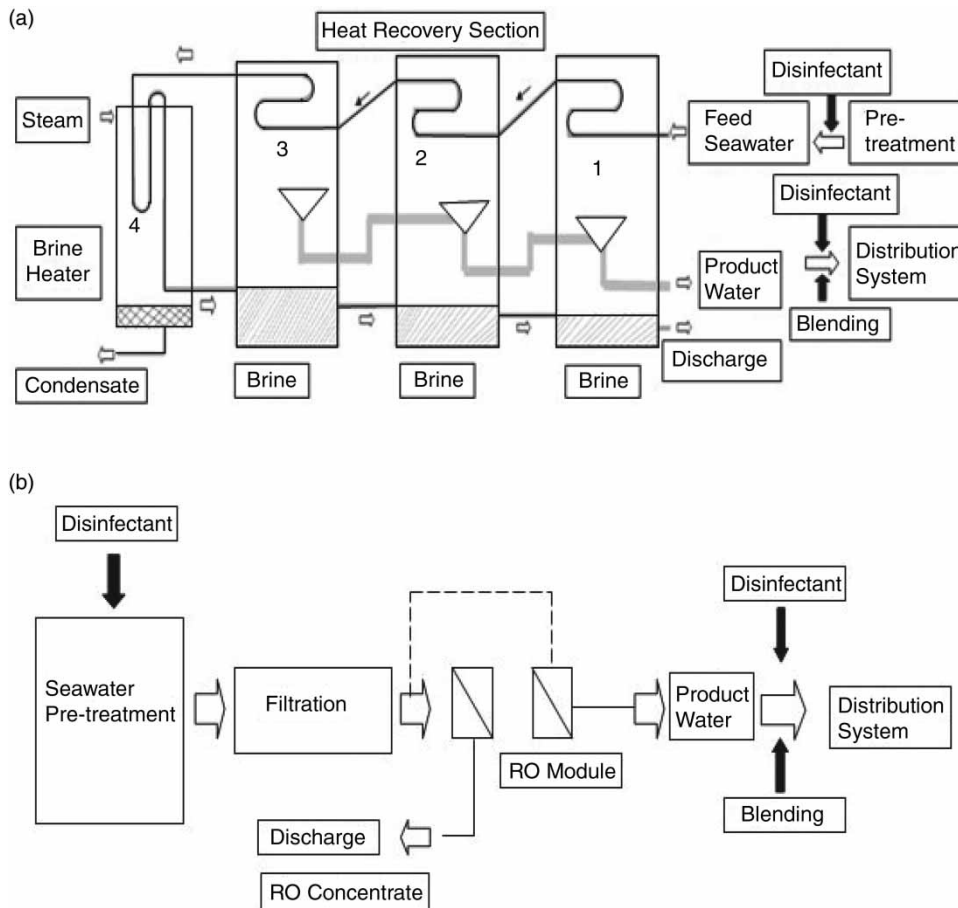 (a)
Heat Recovery Section
Disinfectant
Steam
Feed
Seawater
Pre-
treatment
3
2
1
4
Disinfectant
Brine
Heater
Product
Water
Distribution
System
Blending
Condensate
Brine
Brine
Brine
Discharge
(b)
Disinfectant
Disinfectant
Seawater
Pre-treatment
Filtration
Product
Water
Distribution
System
RO Module
Blending
Discharge
RO Concentrate